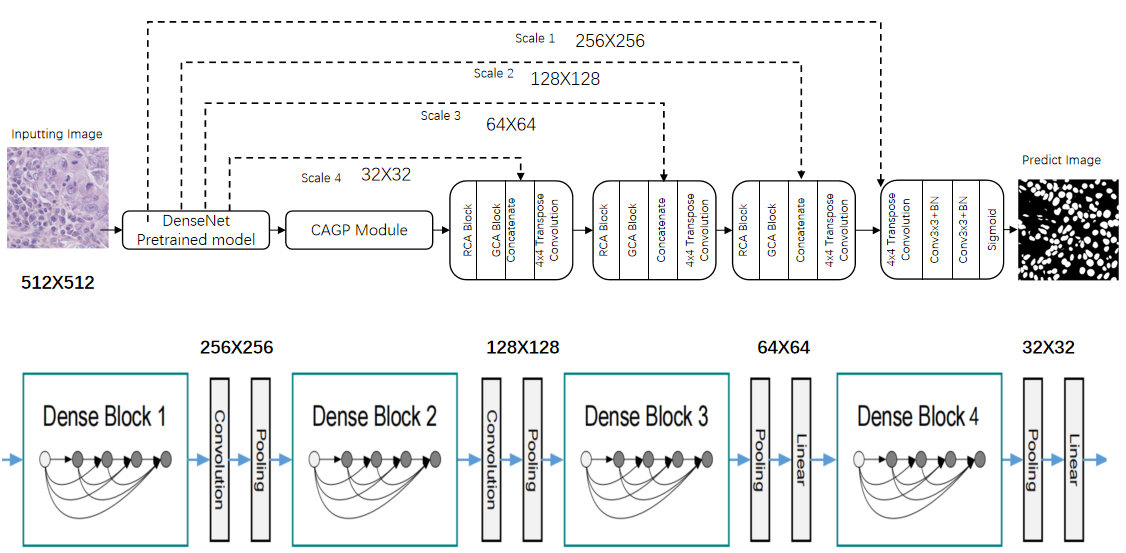 Scale 1 256X256
Scale 2 128X128
Scale 3 64X64
Scale 4 32X32
Inputting Image
512X512
DenseNet
Pretrained model
CAGP Module
RCA Block
GCA Block
Concatenate
4x4 Transpose
Convolution
RCA Block
GCA Block
Concatenate
4x4 Transpose
Convolution
RCA Block
GCA Block
Concatenate
4x4 Transpose
Convolution
4x4 Transpose
Convolution
Conv3x3+BN
Conv3x3+BN
Sigmoid
Predict Image
256X256
128X128
64X64
32X32
Dense Block 1
Convolution
Pooling
Dense Block 2
Convolution
Pooling
Dense Block 3
Pooling
Linear
Dense Block 4
Pooling
Linear